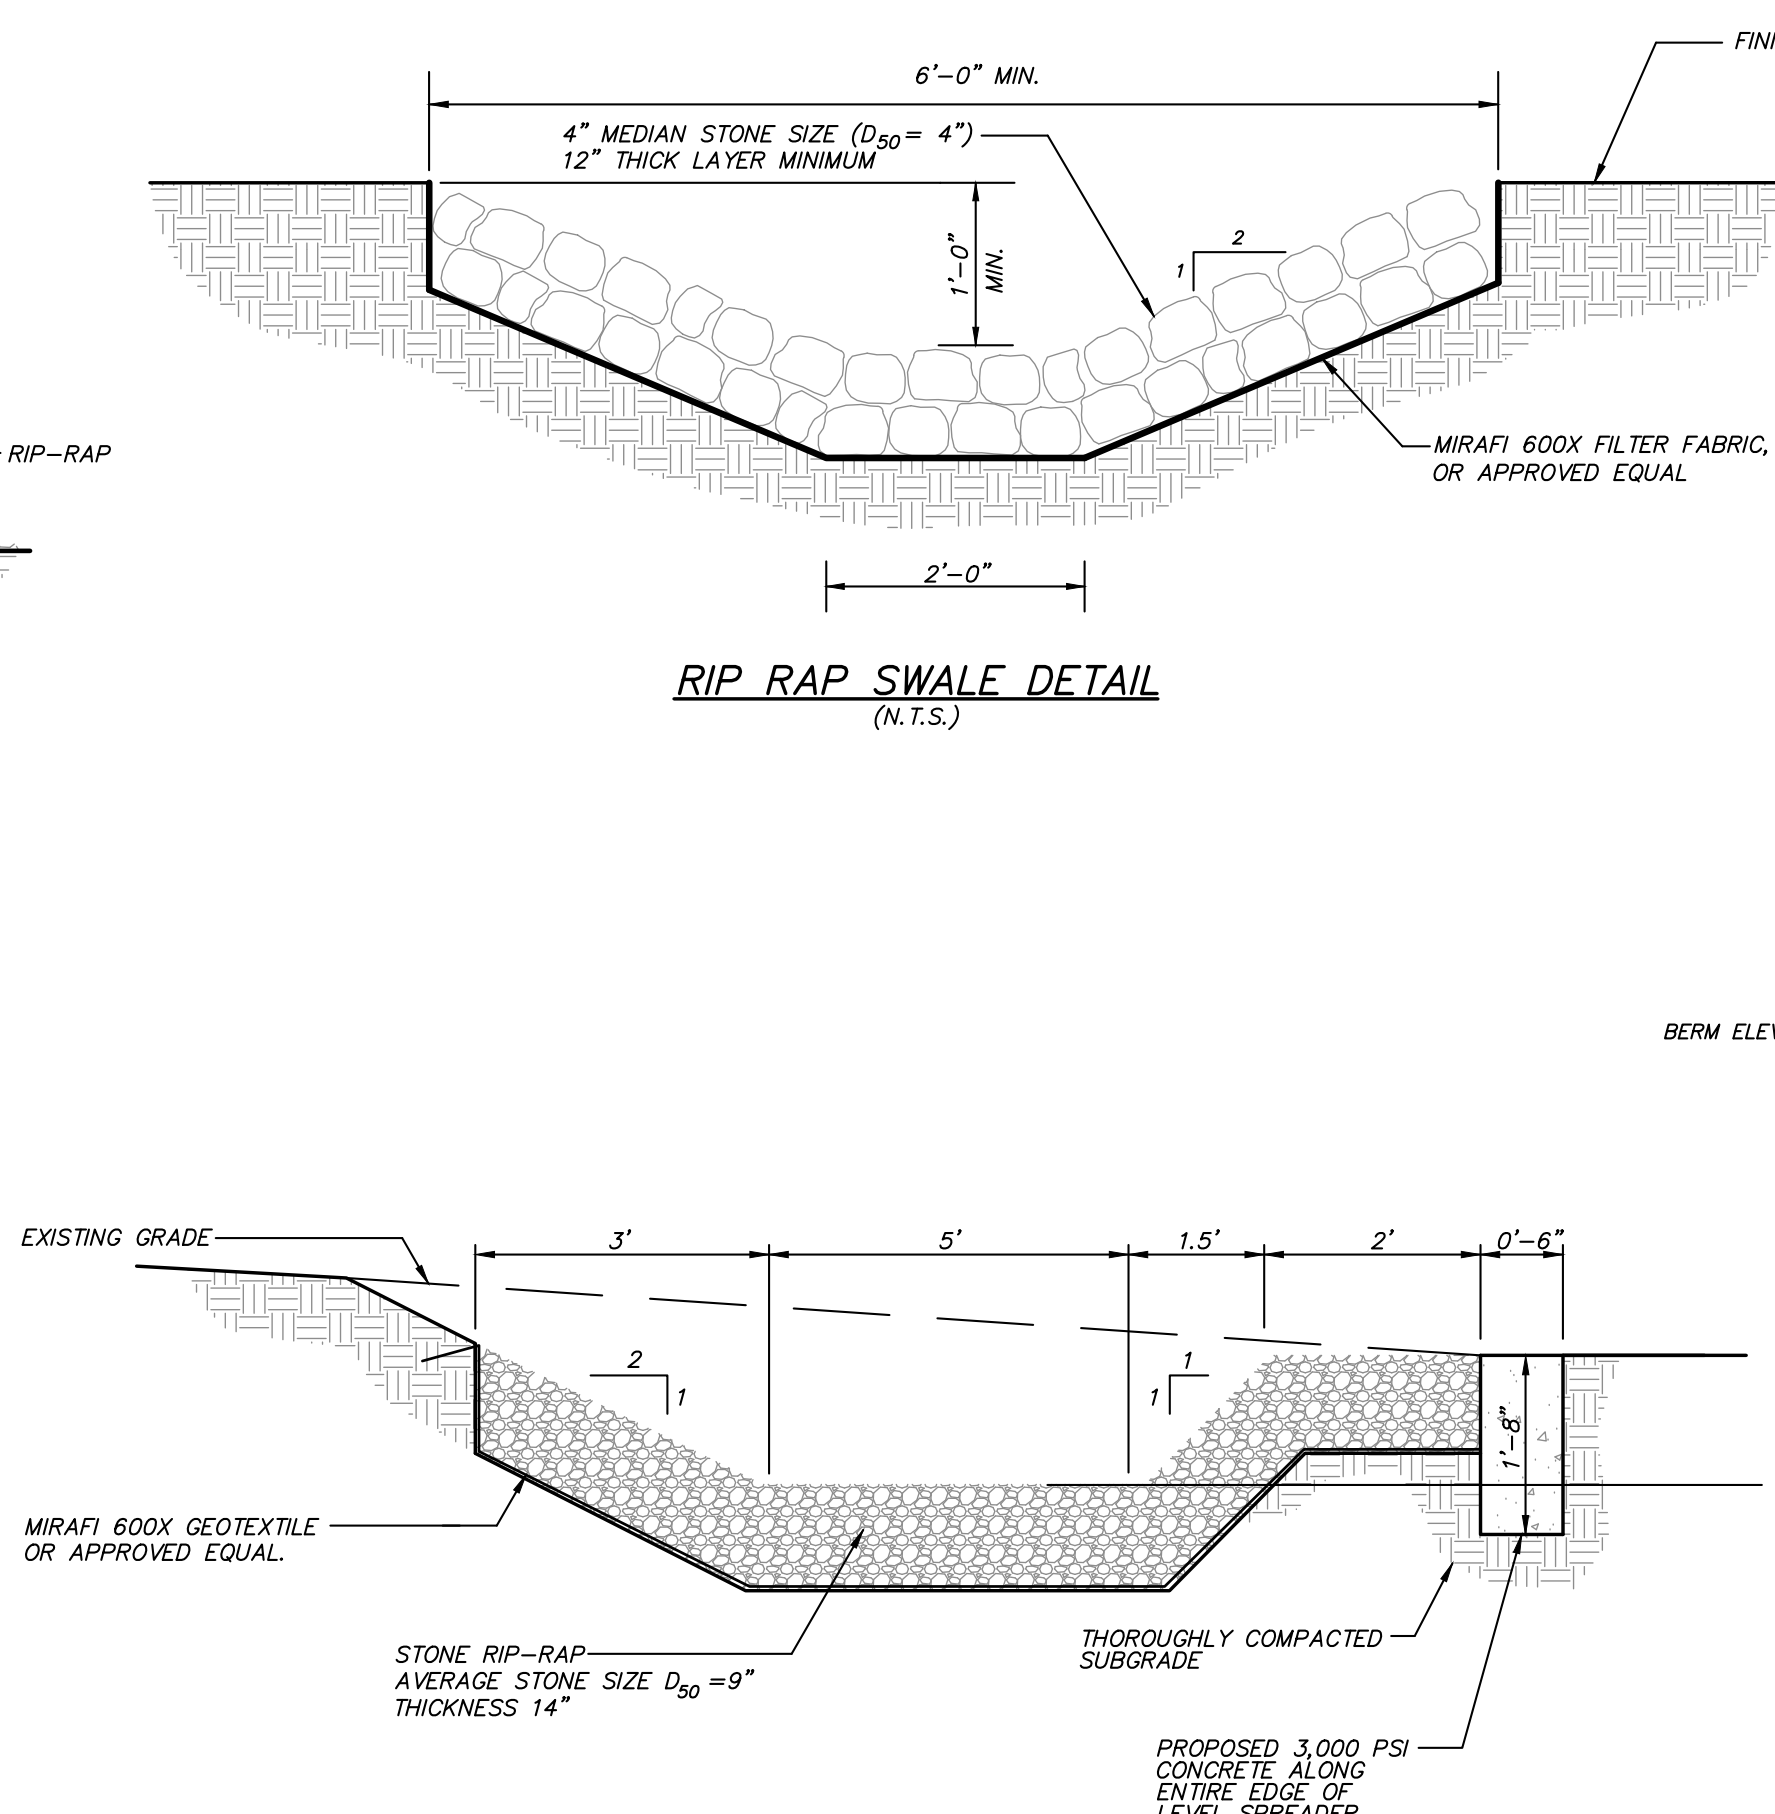 FINI
6'-0" MIN.
4" MEDIAN STONE SIZE (D50= 4")
12" THICK LAYER MINIMUM
2
1
1'-0"
MIN.
RIP-RAP
MIRAFI 600X FILTER FABRIC,
OR APPROVED EQUAL
2'-0"
RIP RAP SWALE DETAIL
(N.T.S.)
BERM ELEV
EXISTING GRADE
3'
5'
1.5'
2'
0'-6"
2
1
1
1
1'-8"
MIRAFI 600X GEOTEXTILE
OR APPROVED EQUAL.
STONE RIP-RAP
AVERAGE STONE SIZE D50 =9"
THICKNESS 14"
THOROUGHLY COMPACTED
SUBGRADE
PROPOSED 3,000 PSI
CONCRETE ALONG
ENTIRE EDGE OF
LEVEL SPREADER